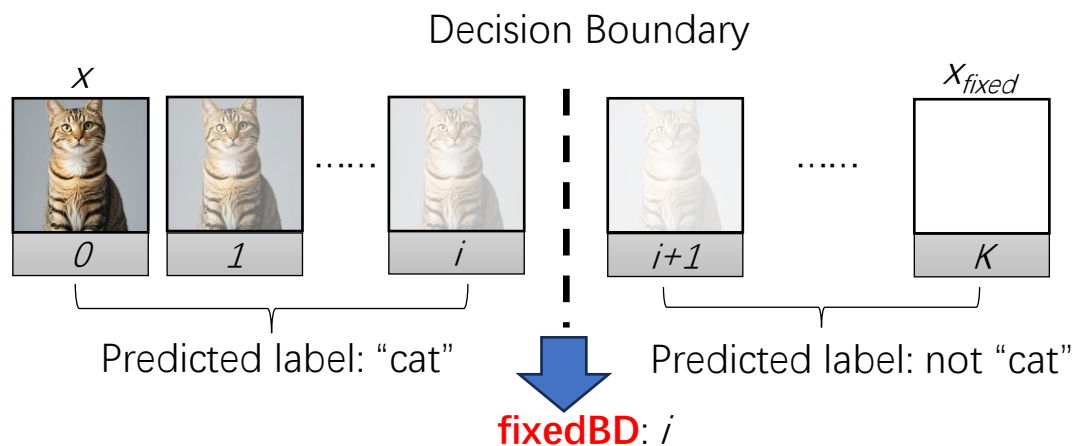 Decision Boundary
x
x_fixed
......
......
0
1
i
i+1
K
Predicted label: “cat”
Predicted label: not “cat”
fixedBD: i